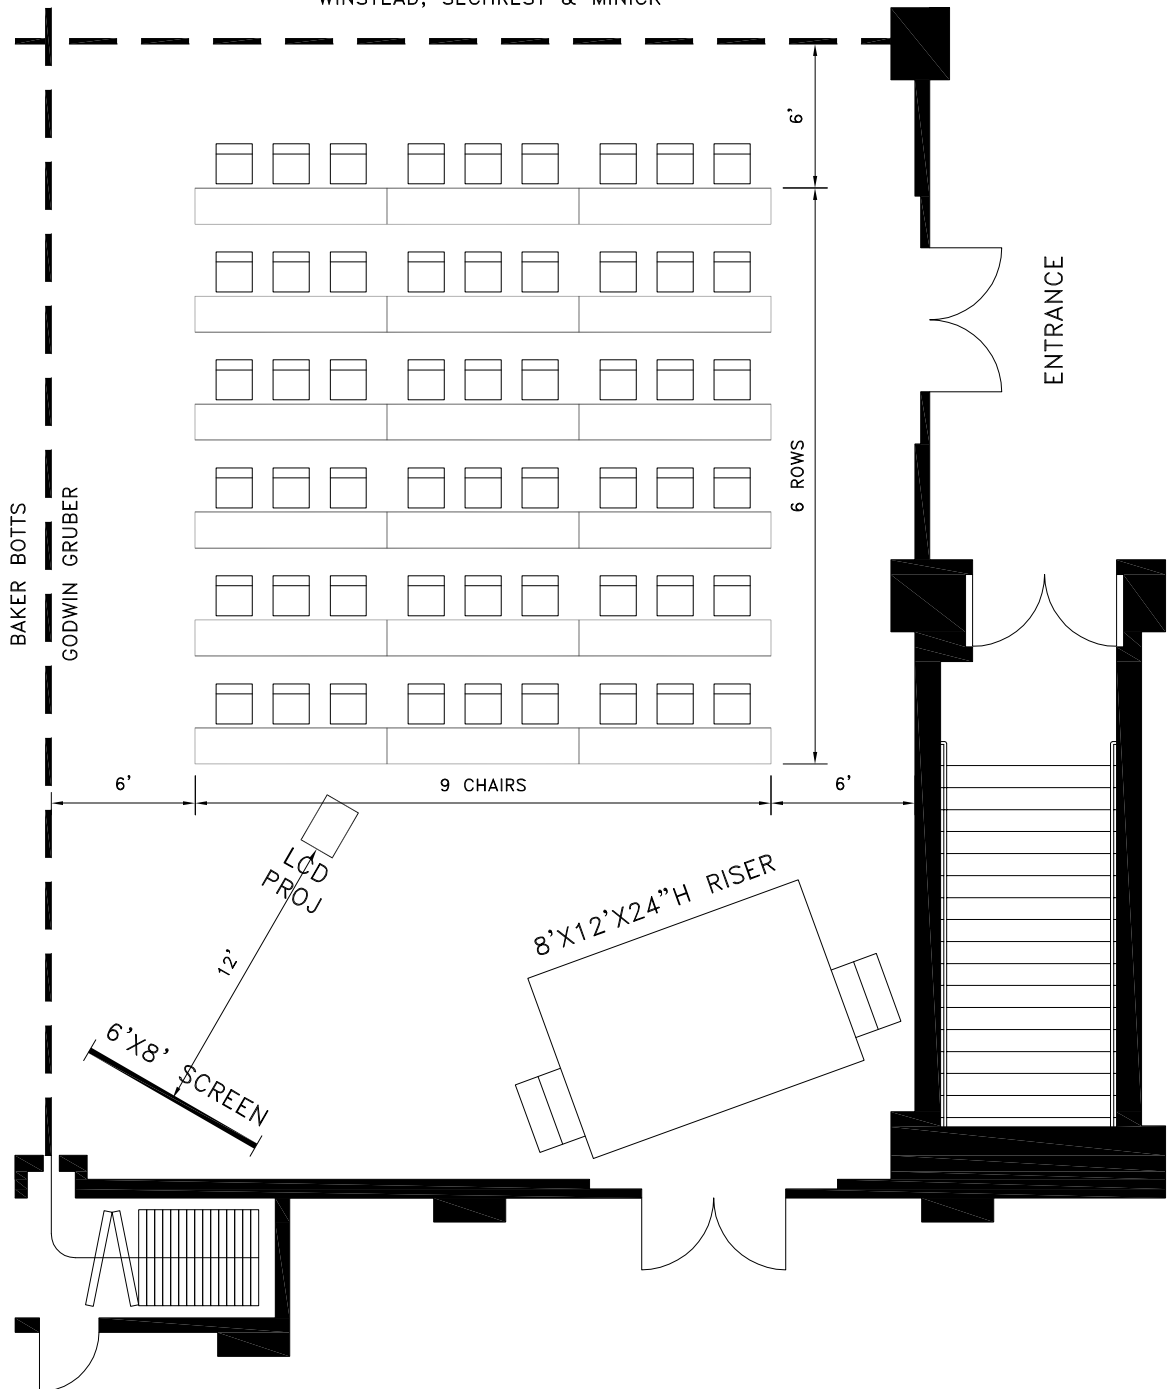 WINSTEAD, SECHREST & MINICK
6'
ENTRANCE
6 ROWS
BAKER BOTTS
GODWIN GRUBER
6'
9 CHAIRS
6'
LCD
PROJ
8'X12'X24"H RISER
12'
6'X8' SCREEN